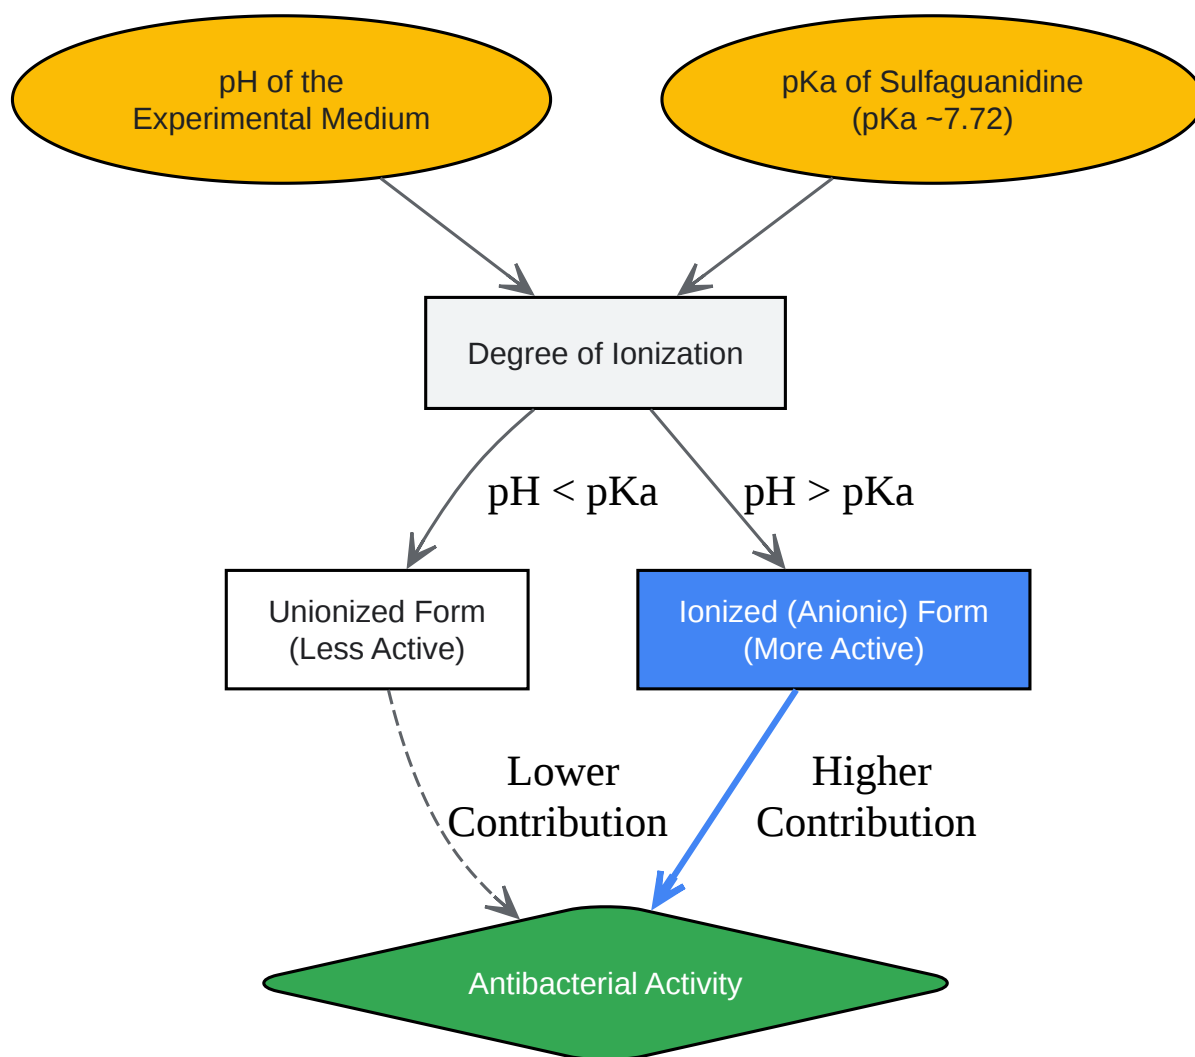 pH of the
Experimental Medium
pKa of Sulfaguanidine
(pKa ~7.72)
Degree of Ionization
pH < pKa
pH > pKa
Unionized Form
(Less Active)
Ionized (Anionic) Form
(More Active)
Lower
Contribution
Higher
Contribution
Antibacterial Activity